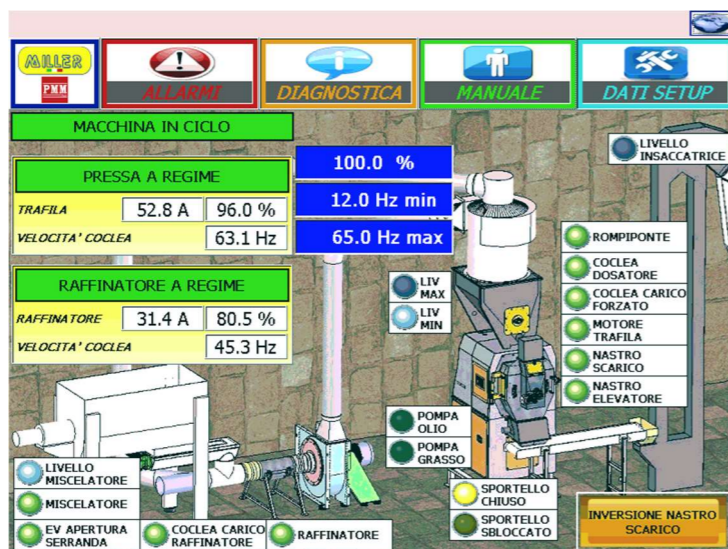 MILLER
PMM
ALLARMI
DIAGNOSTICA
MANUALE
DATI SETUP
MACCHINA IN CICLO
PRESSA A REGIME
TRAFILA 52.8 A 96.0 %
VELOCITA' COCLEA 63.1 Hz
100.0 %
12.0 Hz min
65.0 Hz max
RAFFINATORE A REGIME
RAFFINATORE 31.4 A 80.5 %
VELOCITA' COCLEA 45.3 Hz
LIVELLO
INSACCATRICE
LIV
MAX
LIV
MIN
ROMPIPONTE
COCLEA
DOSATORE
COCLEA CARICO
FORZATO
MOTORE
TRAFILA
NASTRO
SCARICO
NASTRO
ELEVATORE
POMPA
OLIO
POMPA
GRASSO
LIVELLO
MISCELATORE
MISCELATORE
EV APERTURA
SERRANDA
COCLEA CARICO
RAFFINATORE
RAFFINATORE
SPORTELLO
CHIUSO
SPORTELLO
SBLOCCATO
INVERSIONE NASTRO
SCARICO